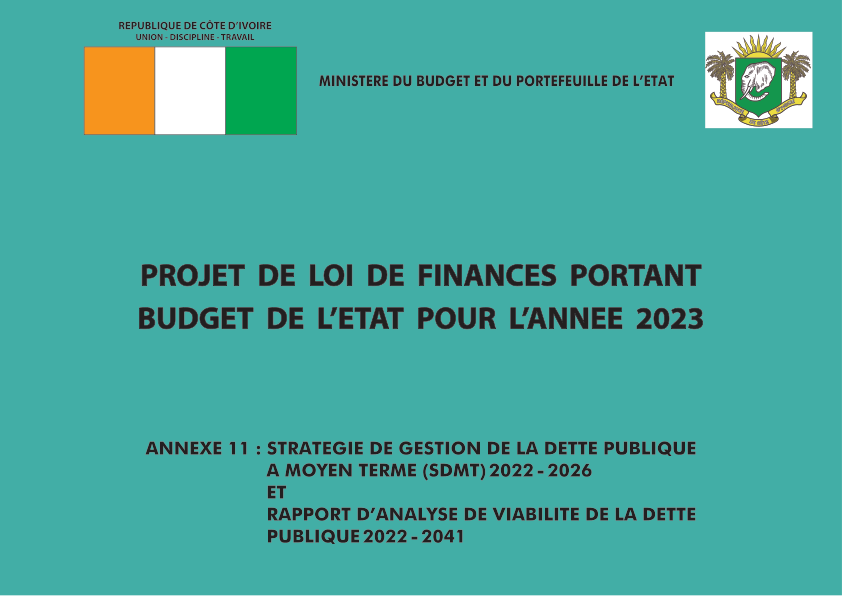 REPUBLIQUE DE CÔTE D'IVOIRE
UNION - DISCIPLINE - TRAVAIL
MINISTERE DU BUDGET ET DU PORTEFEUILLE DE L'ETAT
PROJET DE LOI DE FINANCES PORTANT
BUDGET DE L'ETAT POUR L'ANNEE 2023
ANNEXE 11 : STRATEGIE DE GESTION DE LA DETTE PUBLIQUE
A MOYEN TERME (SDMT) 2022 - 2026
ET
RAPPORT D'ANALYSE DE VIABILITE DE LA DETTE
PUBLIQUE 2022 - 2041